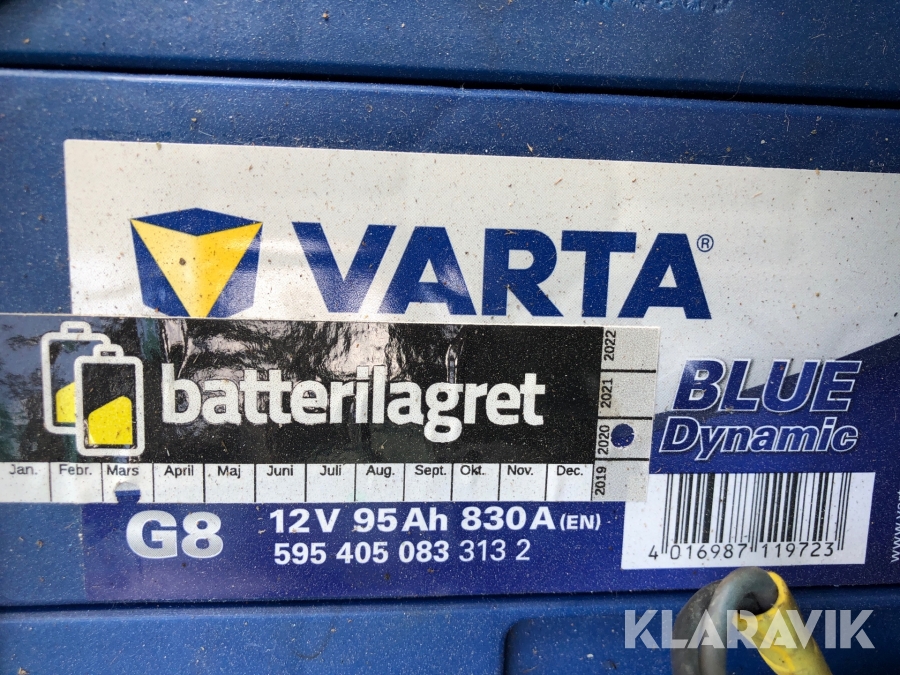 VARTA®
batterilagret
2022
2021
2020
2019
Jan. Febr. Mars April Maj Juni Juli Aug. Sept. Okt. Nov. Dec.
BLUE
Dynamic
G8 12V 95Ah 830A (EN)
595 405 083 313 2
4 016987 119723
KLARAVIK